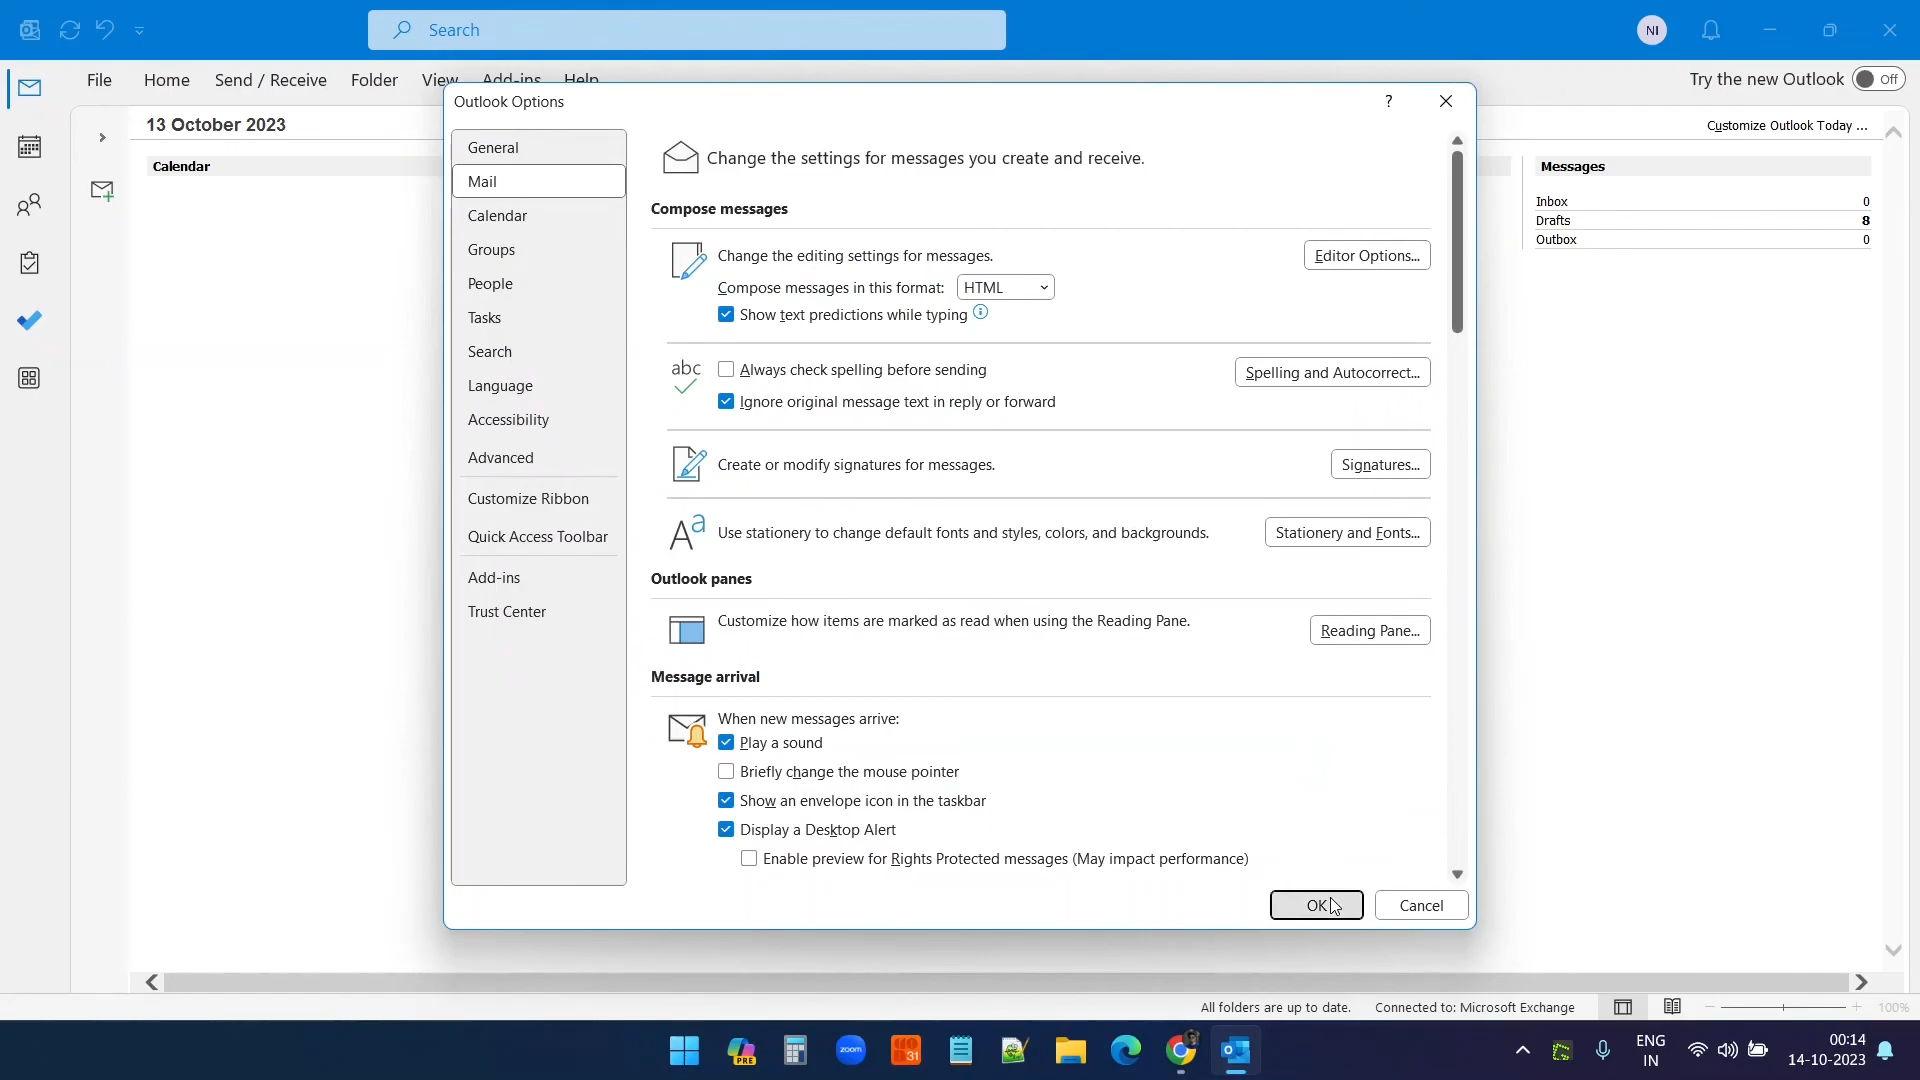 Search
NI
File Home Send / Receive Folder View Add-ins Help
Try the new Outlook Off
13 October 2023
Customize Outlook Today ...
Calendar
Messages
Inbox 0
Drafts 8
Outbox 0
Outlook Options
?
General
Mail
Calendar
Groups
People
Tasks
Search
Language
Accessibility
Advanced
Customize Ribbon
Quick Access Toolbar
Add-ins
Trust Center
Change the settings for messages you create and receive.
Compose messages
Change the editing settings for messages. Editor Options...
Compose messages in this format: HTML
Show text predictions while typing
abc
Always check spelling before sending Spelling and Autocorrect...
Ignore original message text in reply or forward
Create or modify signatures for messages. Signatures...
Use stationery to change default fonts and styles, colors, and backgrounds. Stationery and Fonts...
Outlook panes
Customize how items are marked as read when using the Reading Pane. Reading Pane...
Message arrival
When new messages arrive:
Play a sound
Briefly change the mouse pointer
Show an envelope icon in the taskbar
Display a Desktop Alert
Enable preview for Rights Protected messages (May impact performance)
OK Cancel
All folders are up to date. Connected to: Microsoft Exchange 100%
PRE
zoom
31
ENG
IN
00:14
14-10-2023